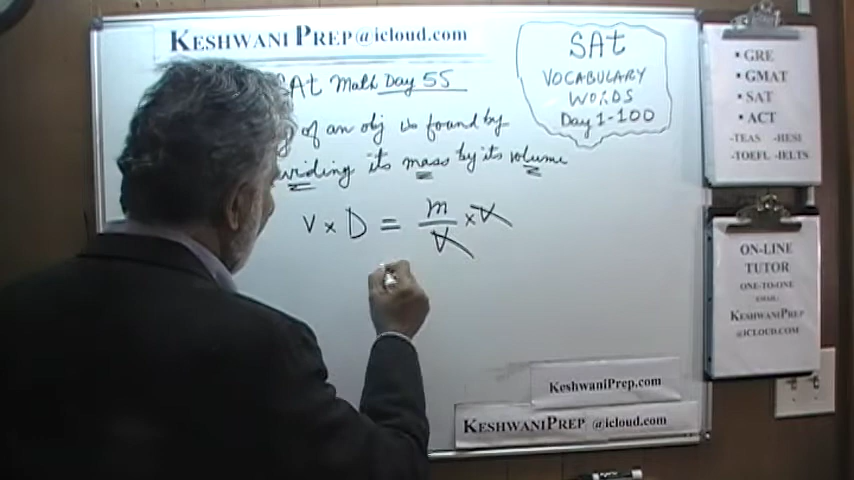 KESHWANI PREP@icloud.com
SAt Math Day 55
of an obj is found by
dividing its mass by its volume
V × D = m/V × V
SAt
VOCABULARY
WORDS
Day 1-100
• GRE
• GMAT
• SAT
• ACT
-TEAS -HESI
-TOEFL -IELTS
ON-LINE
TUTOR
ONE-TO-ONE
EMAIL:
KESHWANIPREP
@ICLOUD.COM
KeshwaniPrep.com
KESHWANIPREP @icloud.com